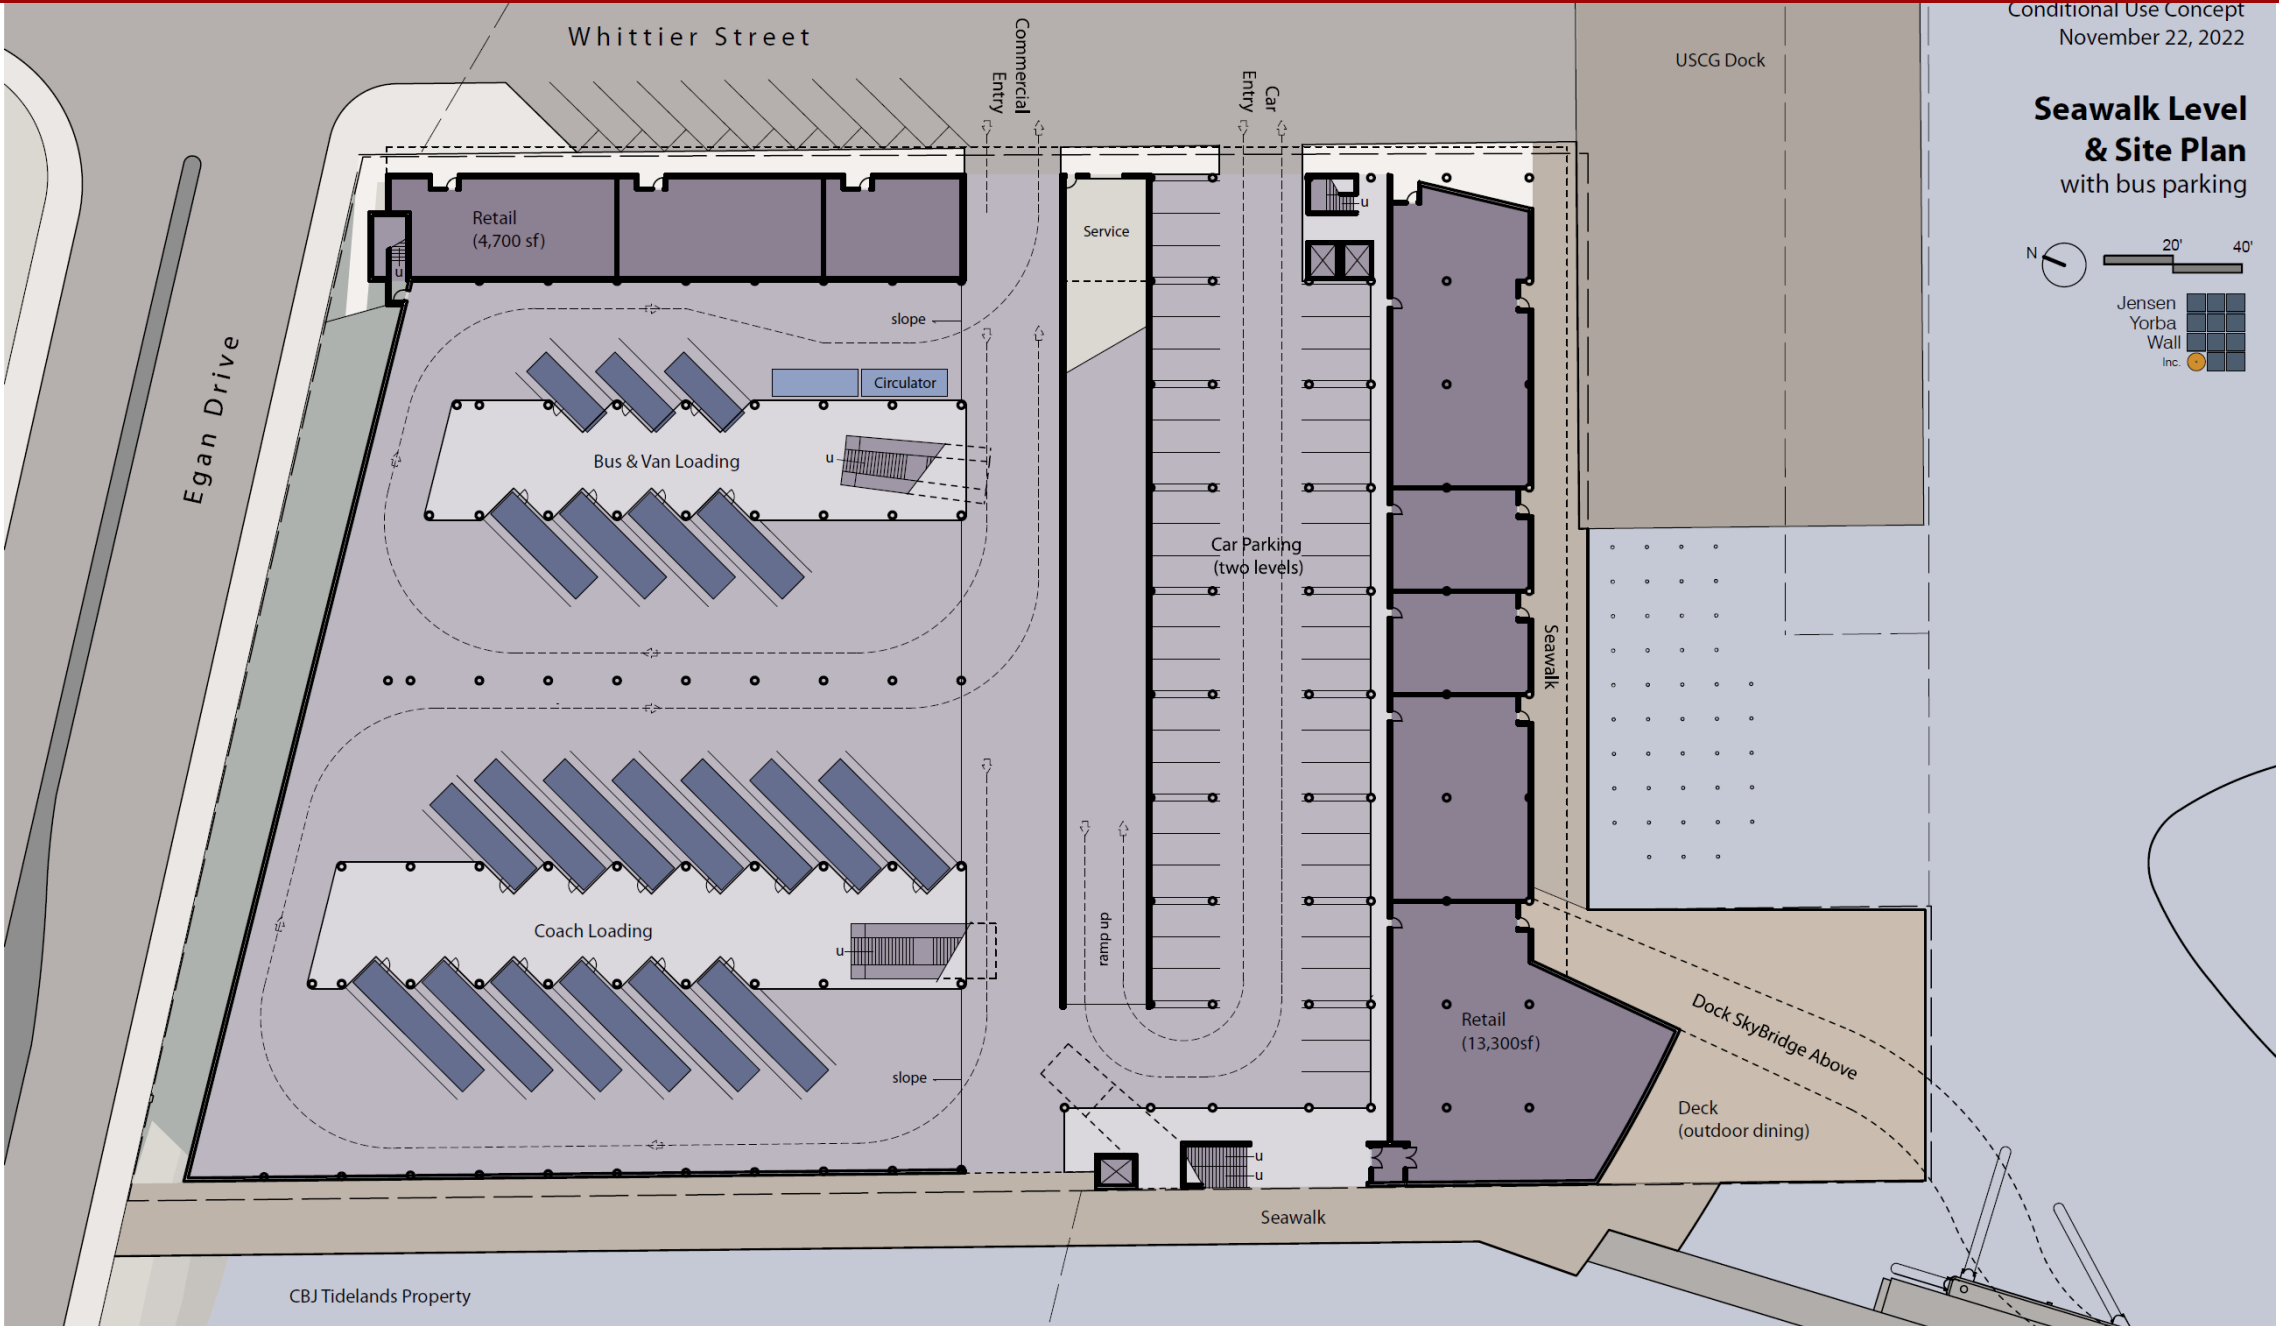 Conditional Use Concept
November 22, 2022
Seawalk Level
& Site Plan
with bus parking
N
20'
40'
Jensen
Yorba
Wall
Inc.
Whittier Street
Commercial
Entry
Car
Entry
USCG Dock
Egan Drive
Retail
(4,700 sf)
u
Service
u
slope
Circulator
Bus & Van Loading
u
Car Parking
(two levels)
Seawalk
Coach Loading
u
ramp up
Retail
(13,300sf)
Dock SkyBridge Above
Deck
(outdoor dining)
slope
u
u
Seawalk
CBJ Tidelands Property